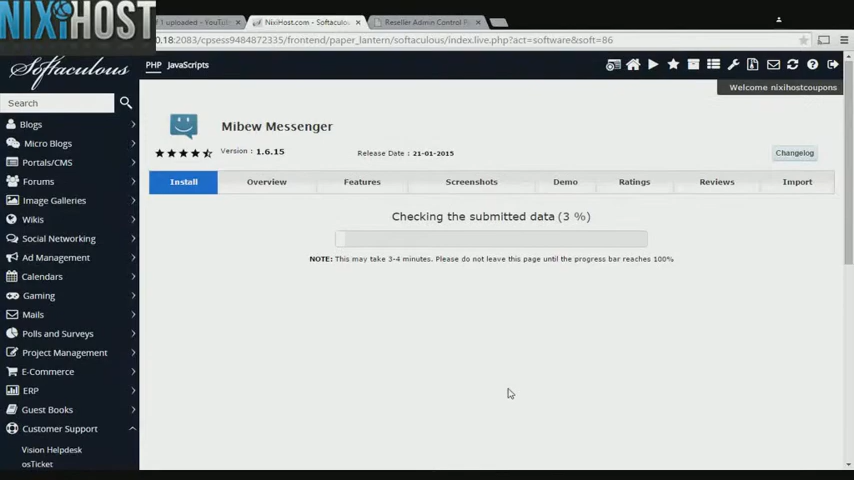 NIXIHOST
1 uploaded - YouTub
NixiHost.com - Softaculou
Reseller Admin Control P
0.18:2083/cpsess9484872335/frontend/paper_lantern/softaculous/index.live.php?act=software&soft=86
Softaculous
PHP JavaScripts
Welcome nixihostcoupons
Search
Blogs
Micro Blogs
Portals/CMS
Forums
Image Galleries
Wikis
Social Networking
Ad Management
Calendars
Gaming
Mails
Polls and Surveys
Project Management
E-Commerce
ERP
Guest Books
Customer Support
Vision Helpdesk
osTicket
Mibew Messenger
Version : 1.6.15
Release Date : 21-01-2015
Changelog
Install Overview Features Screenshots Demo Ratings Reviews Import
Checking the submitted data (3 %)
NOTE: This may take 3-4 minutes. Please do not leave this page until the progress bar reaches 100%